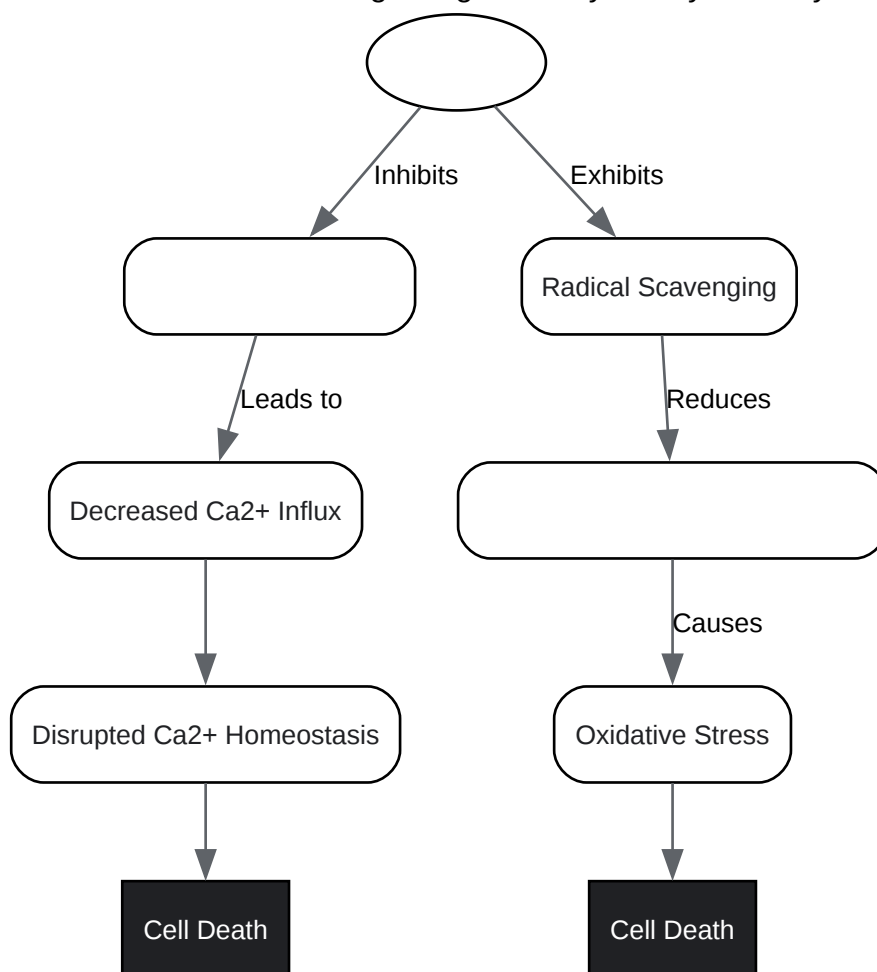 Inhibits
Exhibits
Radical Scavenging
Leads to
Reduces
Decreased Ca2+ Influx
Causes
Disrupted Ca2+ Homeostasis
Oxidative Stress
Cell Death
Cell Death